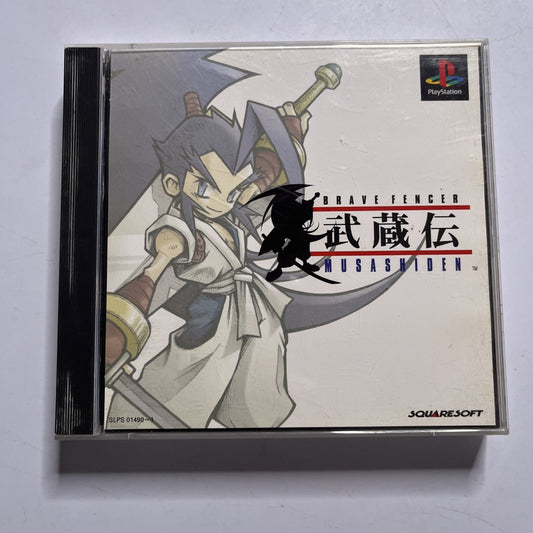 PlayStation
BRAVE FENCER
武蔵伝
MUSASHIDEN TM
SLPS 01490~1
SQUARESOFT